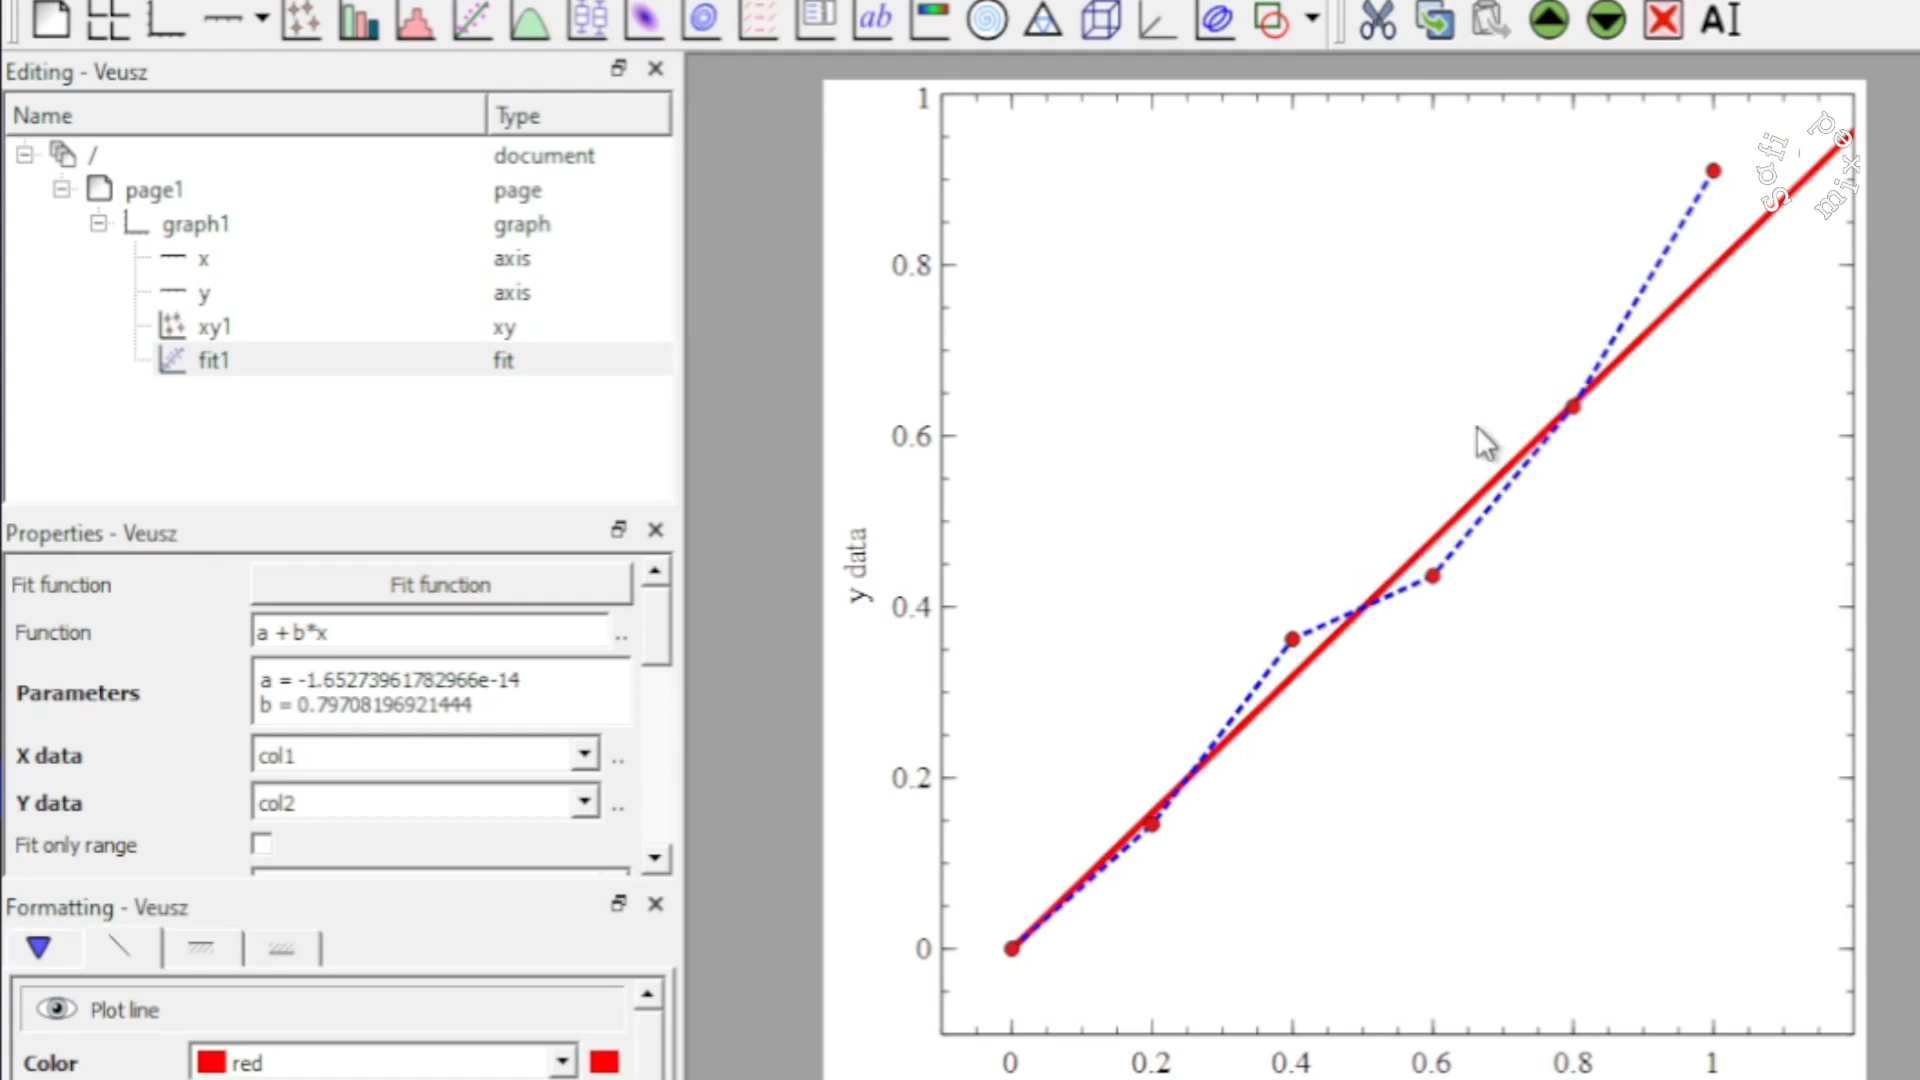 ab
AI
Editing - Veusz
Name Type
/ document
page1 page
graph1 graph
x axis
y axis
xy1 xy
fit1 fit
Properties - Veusz
Fit function Fit function
Function a +b*x
Parameters a = -1.65273961782966e-14
b = 0.79708196921444
X data col1
Y data col2
Fit only range
Formatting - Veusz
Plot line
Color red
1
0.8
0.6
0.4
0.2
0
y data
0 0.2 0.4 0.6 0.8 1